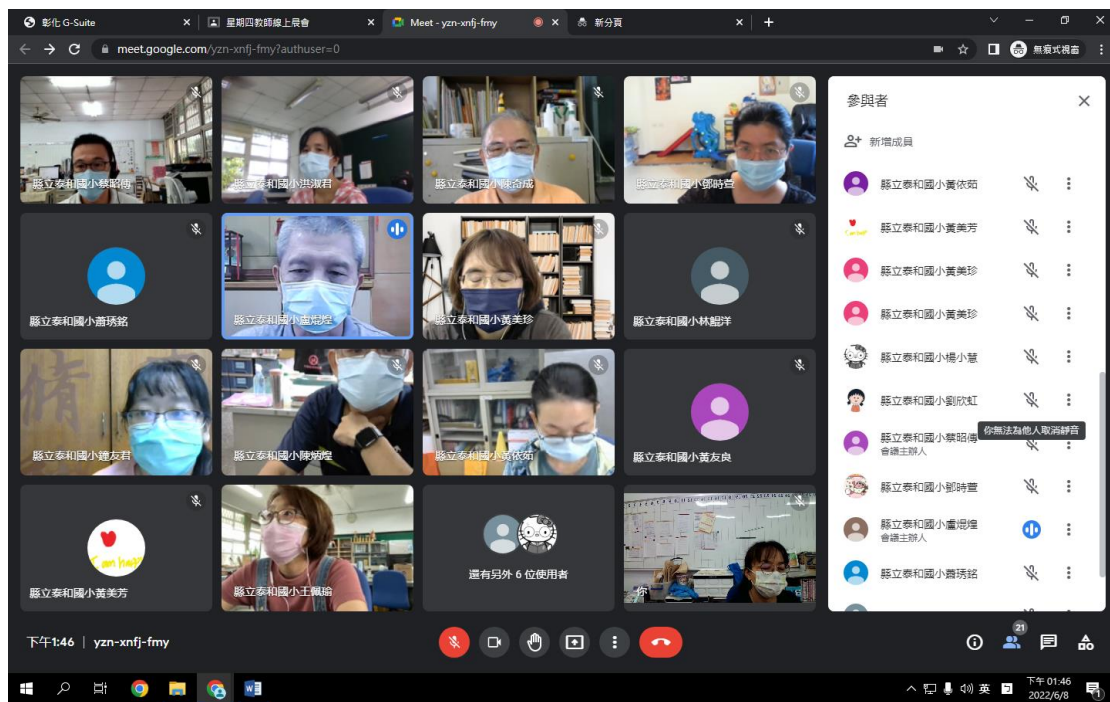 彰化 G-Suite
星期四教師線上晨會
Meet - yzn-xnfj-fmy
新分頁
meet.google.com/yzn-xnfj-fmy?authuser=0
無痕式視窗
縣立泰和國小蔡昭傳
縣立泰和國小洪淑君
縣立泰和國小陳奇成
縣立泰和國小鄧時萱
縣立泰和國小蕭琇銘
縣立泰和國小盧焜煌
縣立泰和國小黃美珍
縣立泰和國小林鯤洋
縣立泰和國小鍾友君
縣立泰和國小陳炳煌
縣立泰和國小黃依茹
縣立泰和國小黃友良
I am happy
縣立泰和國小黃美芳
縣立泰和國小王佩瑜
還有另外 6 位使用者
你
參與者
新增成員
縣立泰和國小黃依茹
縣立泰和國小黃美芳
縣立泰和國小黃美珍
縣立泰和國小黃美珍
縣立泰和國小楊小慧
縣立泰和國小劉欣虹
你無法為他人取消靜音
縣立泰和國小蔡昭傳
會議主辦人
縣立泰和國小鄧時萱
縣立泰和國小盧焜煌
會議主辦人
縣立泰和國小蕭琇銘
下午1:46 | yzn-xnfj-fmy
21
英
下午 01:46
2022/6/8
1